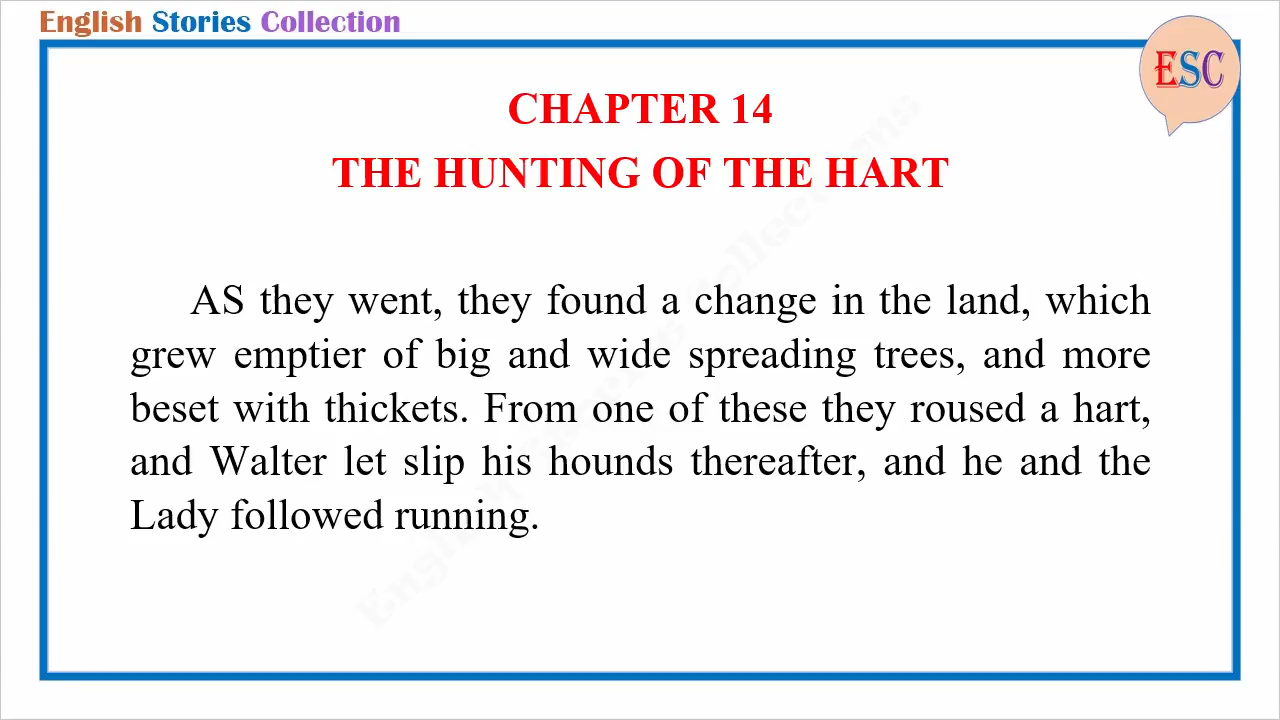 English Stories Collection
ESC
CHAPTER 14
THE HUNTING OF THE HART
AS they went, they found a change in the land, which
grew emptier of big and wide spreading trees, and more
beset with thickets. From one of these they roused a hart,
and Walter let slip his hounds thereafter, and he and the
Lady followed running.